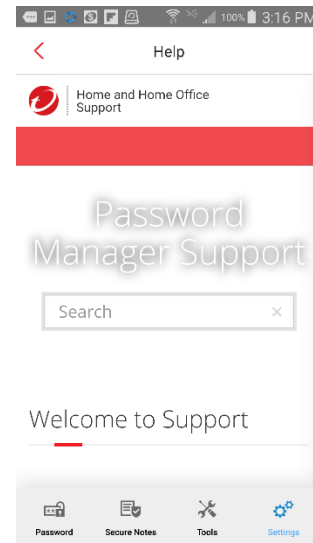 100% 3:16 PM
Help
Home and Home Office
Support
Password
Manager Support
Search
Welcome to Support
Password Secure Notes Tools Settings